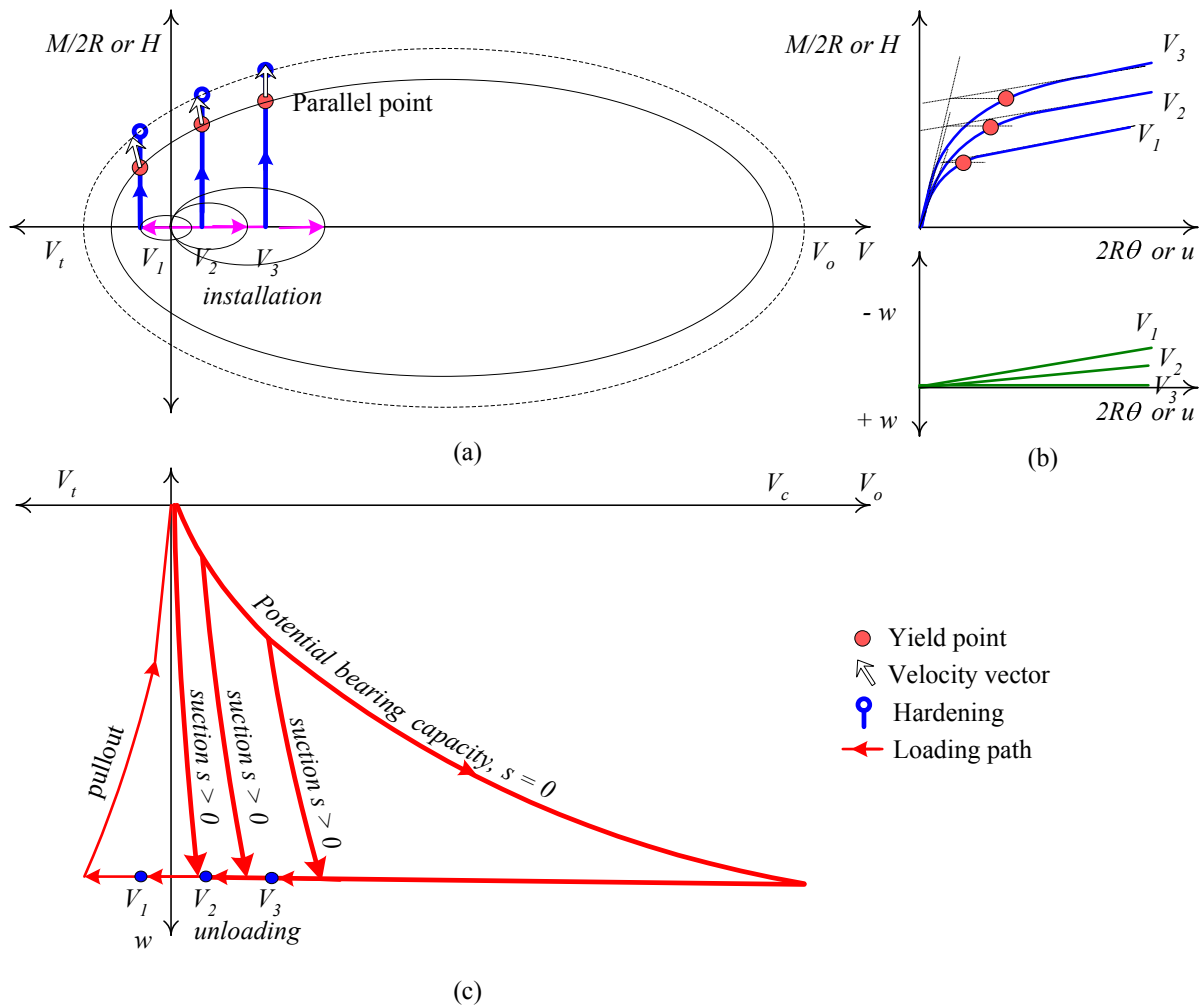 M/2R or H
Parallel point
V_t
V_1
V_2
V_3
V_o
V
installation
(a)
M/2R or H
V_3
V_2
V_1
2Rθ or u
- w
V_1
V_2
V_3
2Rθ or u
+ w
(b)
V_t
V_c
V_o
pullout
suction s > 0
suction s > 0
suction s > 0
Potential bearing capacity, s = 0
V_1
V_2
V_3
w
unloading
(c)
Yield point
Velocity vector
Hardening
Loading path